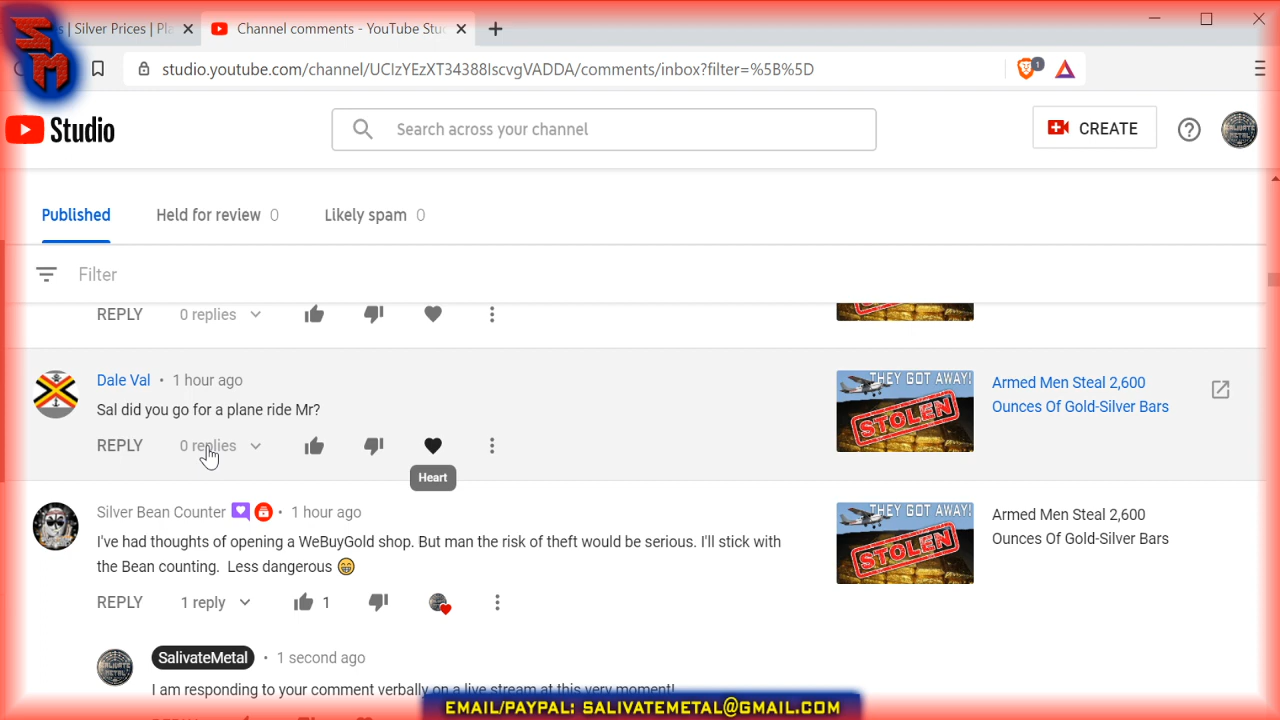 SM
s | Silver Prices | Pla
Channel comments - YouTube Stud
studio.youtube.com/channel/UCIzYEzXT34388IscvgVADDA/comments/inbox?filter=%5B%5D
1
Studio
Search across your channel
CREATE
Published
Held for review 0
Likely spam 0
Filter
REPLY 0 replies
Dale Val • 1 hour ago
Sal did you go for a plane ride Mr?
REPLY 0 replies
Heart
THEY GOT AWAY!
STOLEN
Armed Men Steal 2,600
Ounces Of Gold-Silver Bars
Silver Bean Counter • 1 hour ago
I've had thoughts of opening a WeBuyGold shop. But man the risk of theft would be serious. I'll stick with
the Bean counting. Less dangerous 😁
REPLY 1 reply 1
THEY GOT AWAY!
STOLEN
Armed Men Steal 2,600
Ounces Of Gold-Silver Bars
SalivateMetal • 1 second ago
I am responding to your comment verbally on a live stream at this very moment!
EMAIL/PAYPAL: SALIVATEMETAL@GMAIL.COM